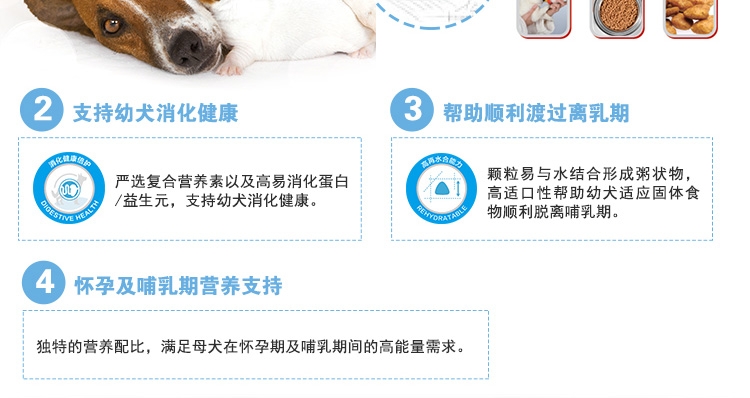 2 支持幼犬消化健康
消化健康倍护
DIGESTIVE HEALTH
严选复合营养素以及高易消化蛋白
/益生元，支持幼犬消化健康。
3 帮助顺利渡过离乳期
高再水合能力
REHYDRATABLE
颗粒易与水结合形成粥状物，
高适口性帮助幼犬适应固体食
物顺利脱离哺乳期。
4 怀孕及哺乳期营养支持
独特的营养配比，满足母犬在怀孕期及哺乳期间的高能量需求。